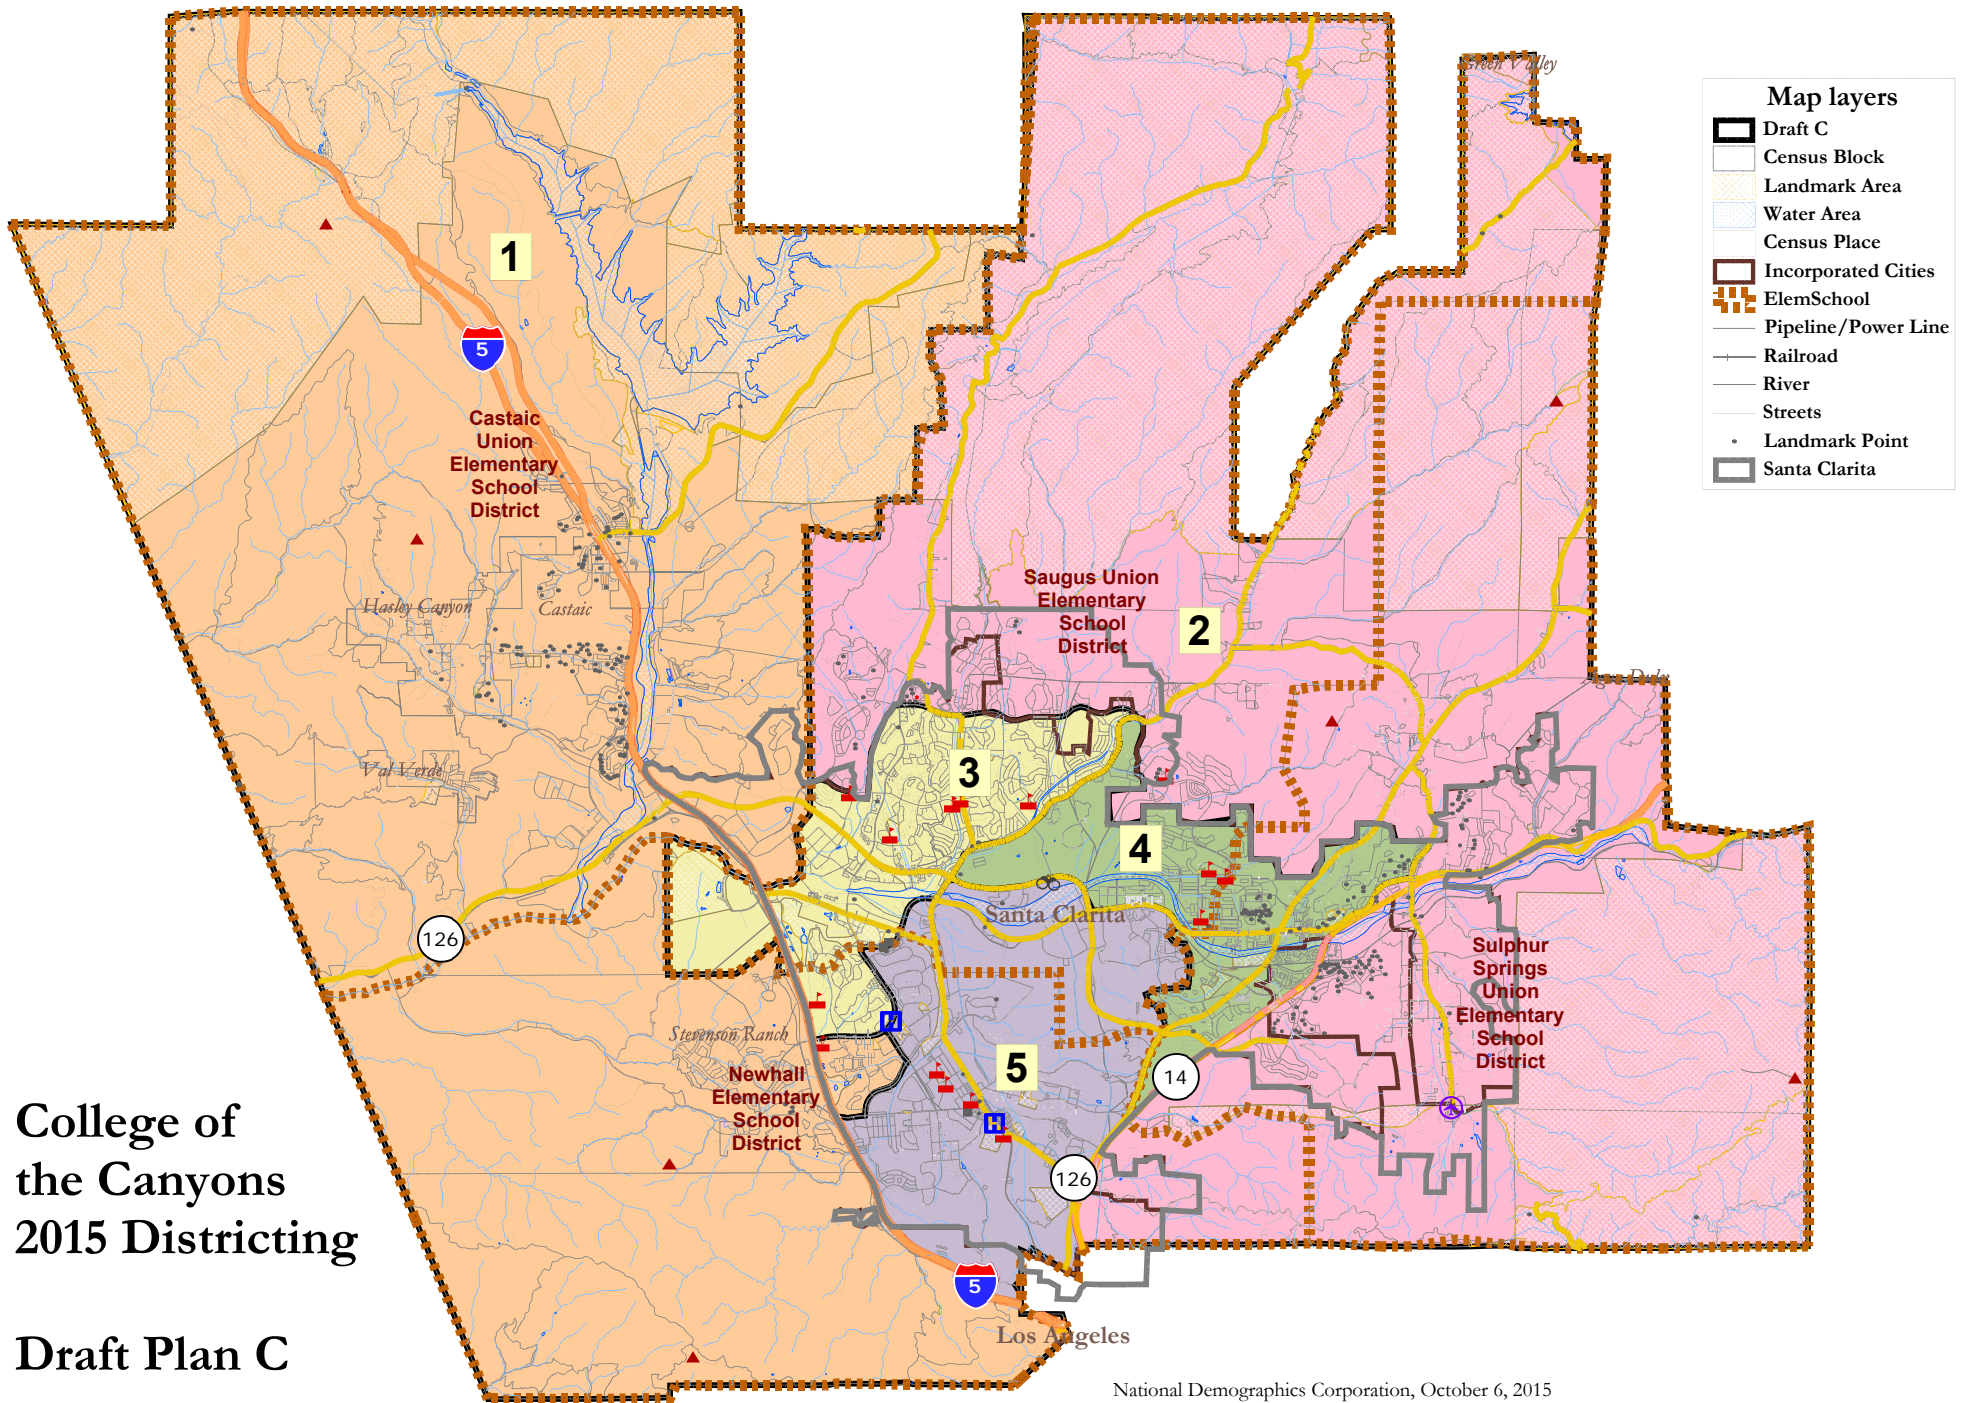 Green Valley
Map layers
Draft C
Census Block
Landmark Area
Water Area
Census Place
Incorporated Cities
ElemSchool
Pipeline/Power Line
Railroad
River
Streets
Landmark Point
Santa Clarita
1
5
Castaic
Union
Elementary
School
District
Hasley Canyon
Castaic
Saugus Union
Elementary
School
District
2
Val Verde
3
4
126
Santa Clarita
Sulphur
Springs
Union
Elementary
School
District
Stevenson Ranch
H
Newhall
Elementary
School
District
5
14
H
126
5
Los Angeles
College of
the Canyons
2015 Districting
Draft Plan C
National Demographics Corporation, October 6, 2015